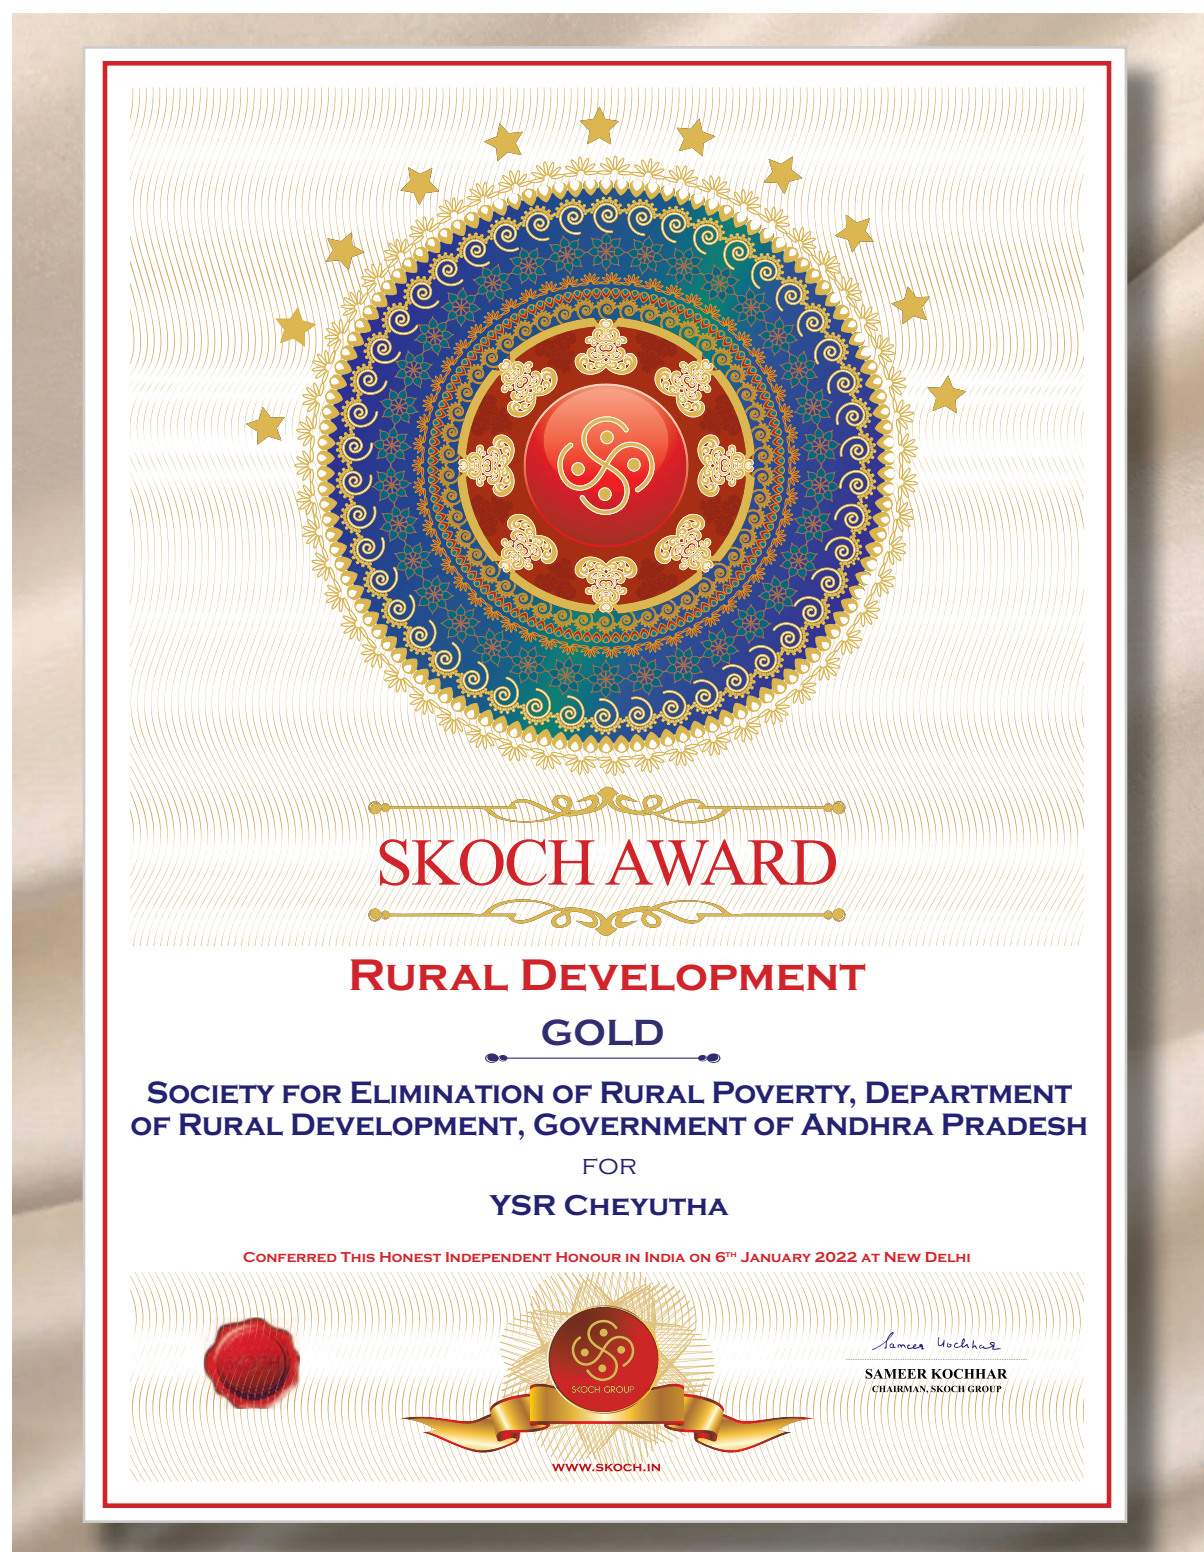 SKOCH AWARD
Rural Development
GOLD
Society for Elimination of Rural Poverty, Department
of Rural Development, Government of Andhra Pradesh
FOR
YSR Cheyutha
Conferred This Honest Independent Honour in India on 6th January 2022 at New Delhi
SKOCH
SKOCH GROUP
Sameer Kochhar
SAMEER KOCHHAR
CHAIRMAN, SKOCH GROUP
WWW.SKOCH.IN